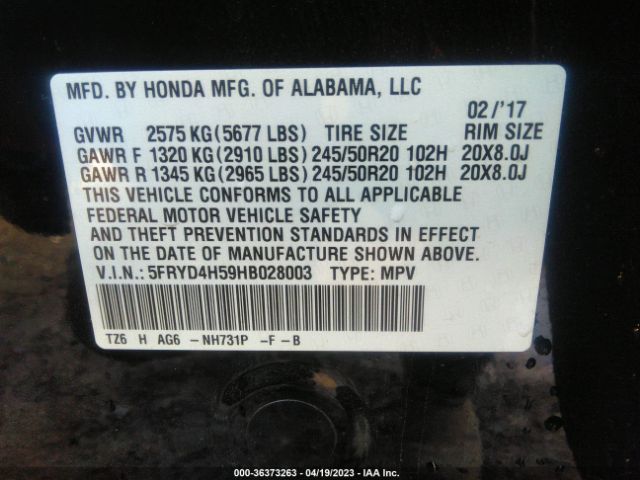 MFD. BY HONDA MFG. OF ALABAMA, LLC
02 /'17
GVWR 2575 KG (5677 LBS) TIRE SIZE RIM SIZE
GAWR F 1320 KG (2910 LBS) 245/50R20 102H 20X8.0J
GAWR R 1345 KG (2965 LBS) 245/50R20 102H 20X8.0J
THIS VEHICLE CONFORMS TO ALL APPLICABLE
FEDERAL MOTOR VEHICLE SAFETY
AND THEFT PREVENTION STANDARDS IN EFFECT
ON THE DATE OF MANUFACTURE SHOWN ABOVE.
V.I.N.: 5FRYD4H59HB028003 TYPE: MPV
TZ6 H AG6 - NH731P -F - B
000-36373263 - 04/19/2023 - IAA Inc.